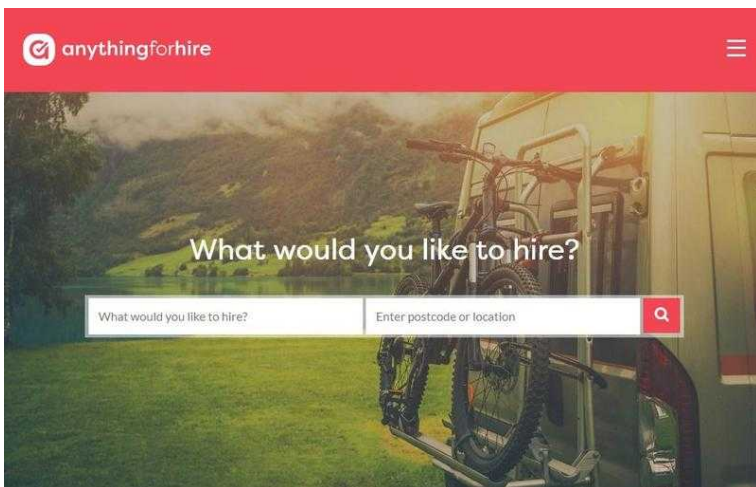 anythingforhire
What would you like to hire?
What would you like to hire?
Enter postcode or location